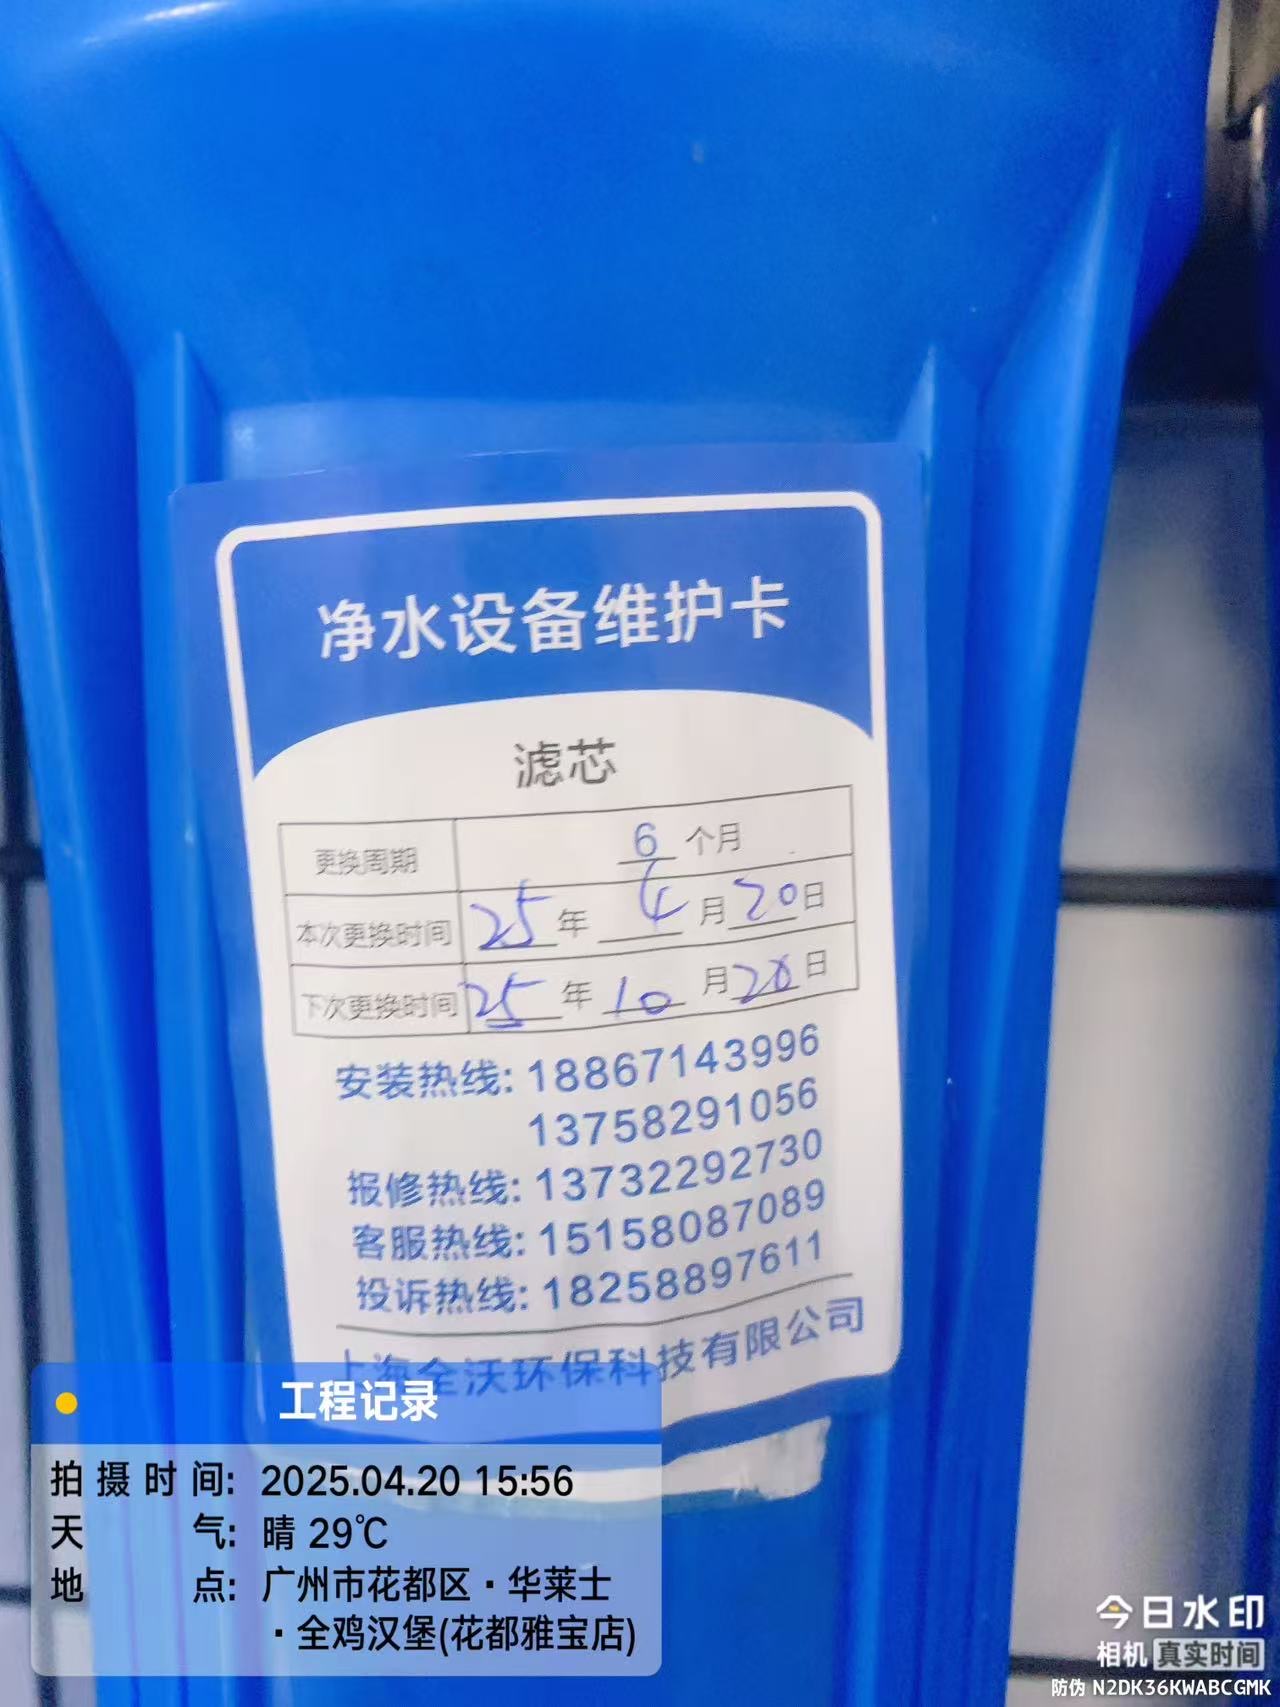 净水设备维护卡
滤芯
更换周期 6 个月
本次更换时间 25 年 4 月 20 日
下次更换时间 25 年 10 月 20 日
安装热线: 18867143996
13758291056
报修热线: 13732292730
客服热线: 15158087089
投诉热线: 18258897611
上海全沃环保科技有限公司
工程记录
拍摄时间: 2025.04.20 15:56
天气: 晴 29℃
地点: 广州市花都区·华莱士
·全鸡汉堡(花都雅宝店)
今日水印
相机 真实时间
防伪 N2DK36KWABCGMK